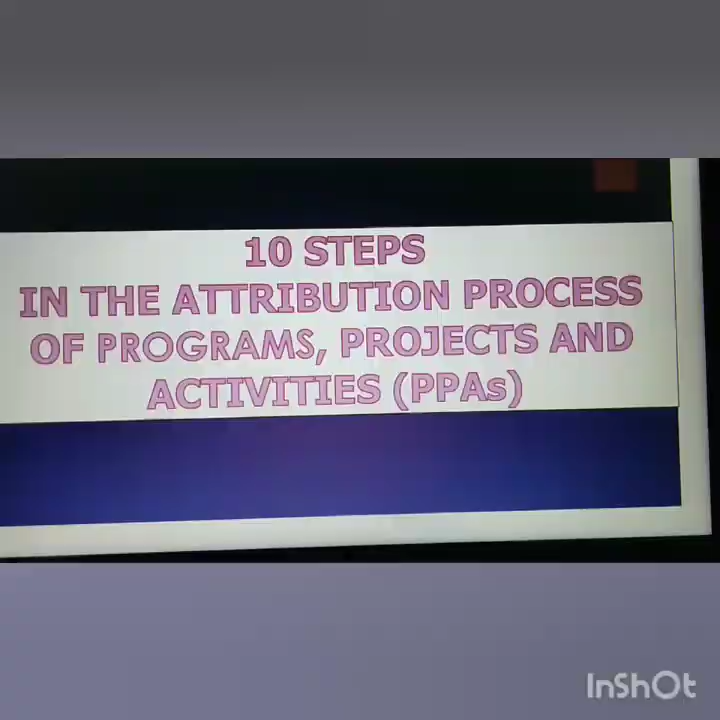 10 STEPS
IN THE ATTRIBUTION PROCESS
OF PROGRAMS, PROJECTS AND
ACTIVITIES (PPAs)
InShOt